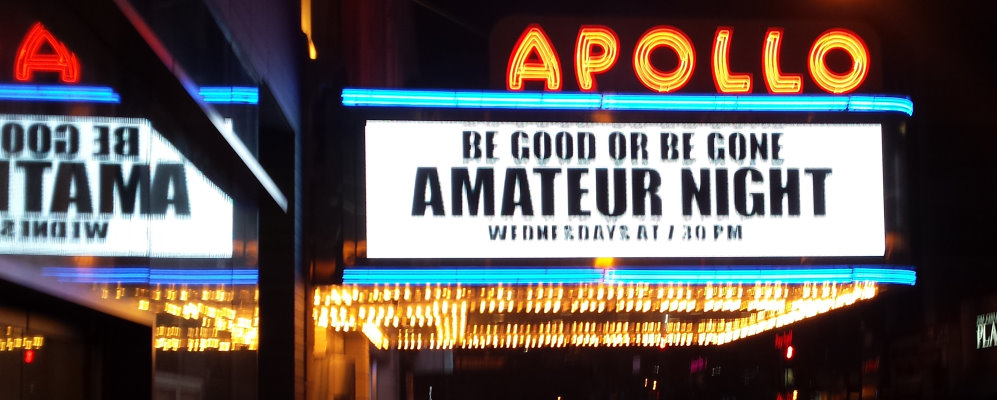 APOLLO
BE GOOD OR BE GONE
AMATEUR NIGHT
WEDNESDAYS AT 7:30 PM